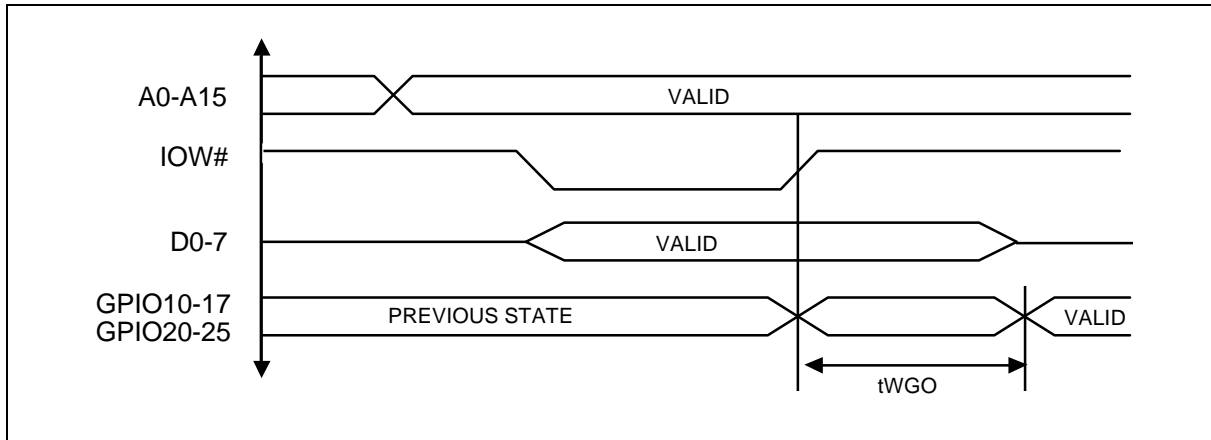 A0-A15
VALID
IOW#
D0-7
VALID
GPIO10-17
GPIO20-25
PREVIOUS STATE
VALID
tWGO